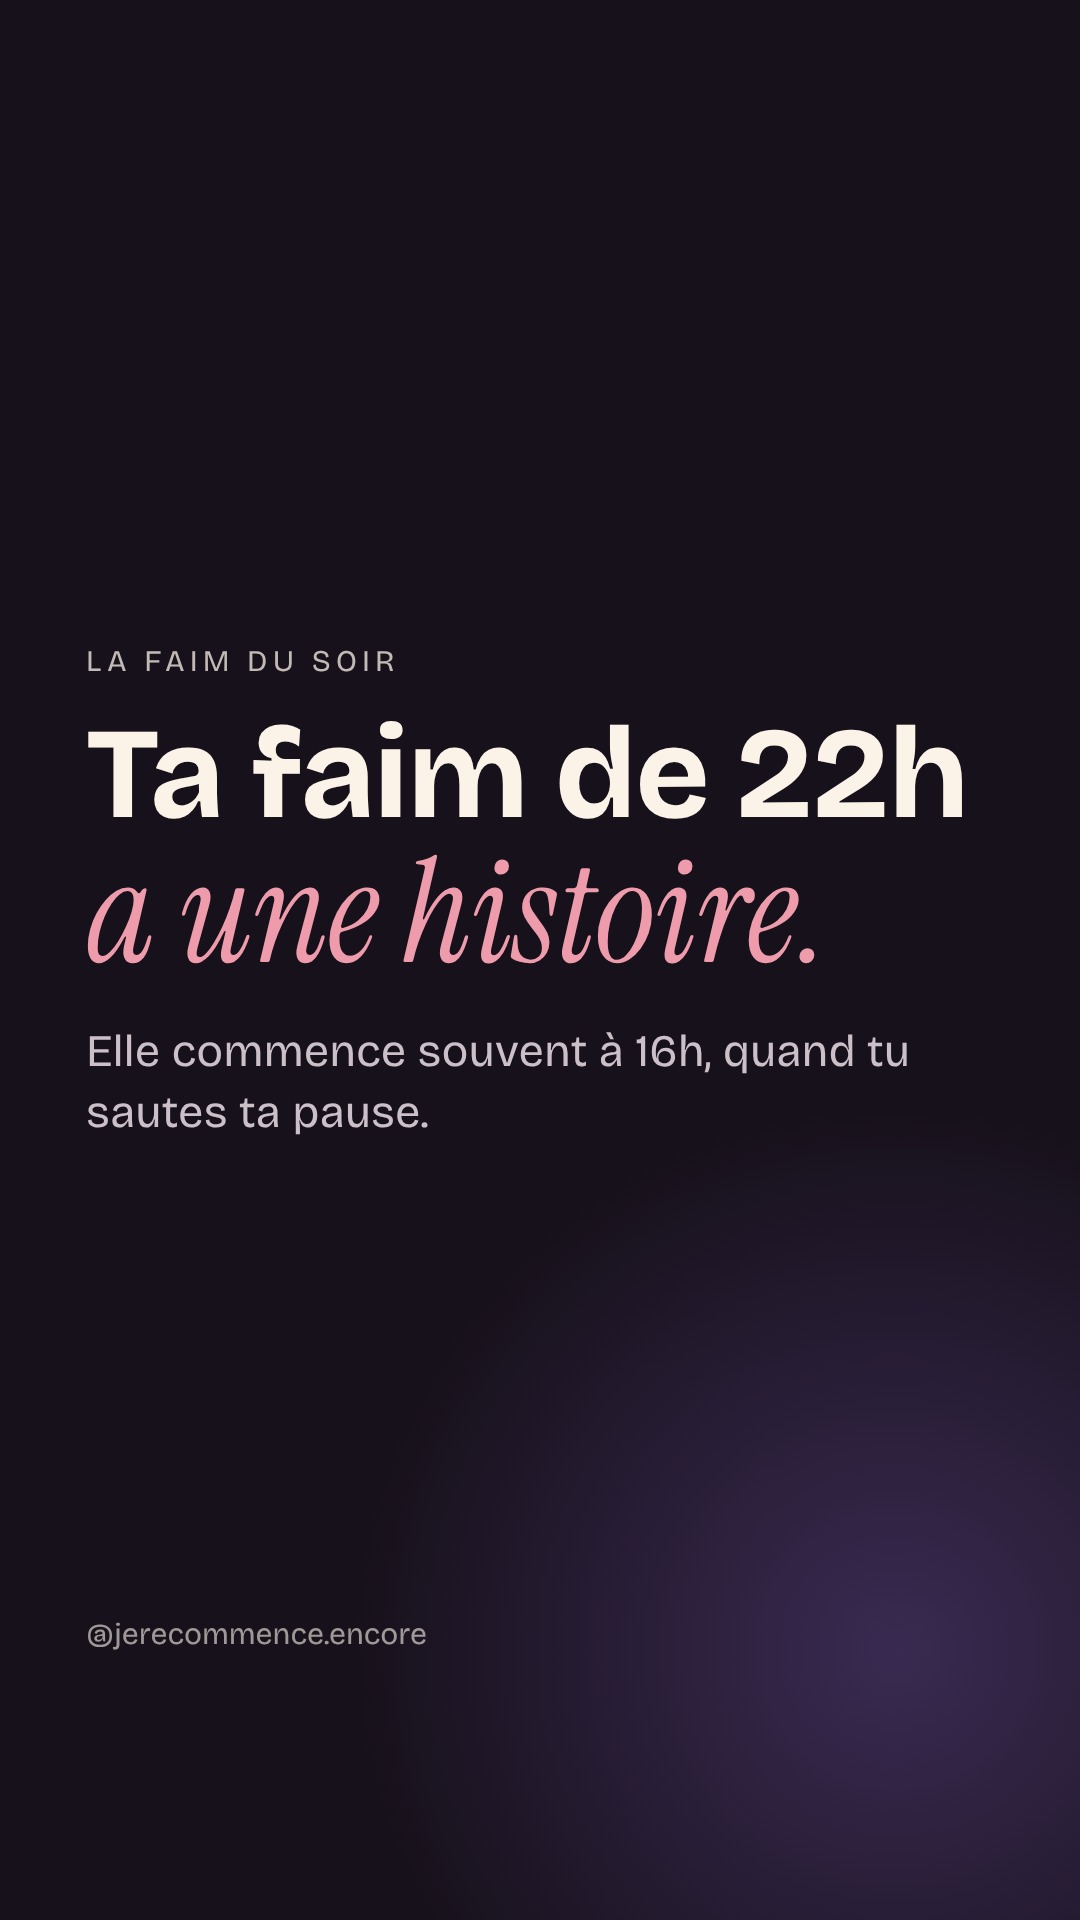 LA FAIM DU SOIR
Ta faim de 22h
a une histoire.
Elle commence souvent à 16h, quand tu
sautes ta pause.
@jerecommence.encore